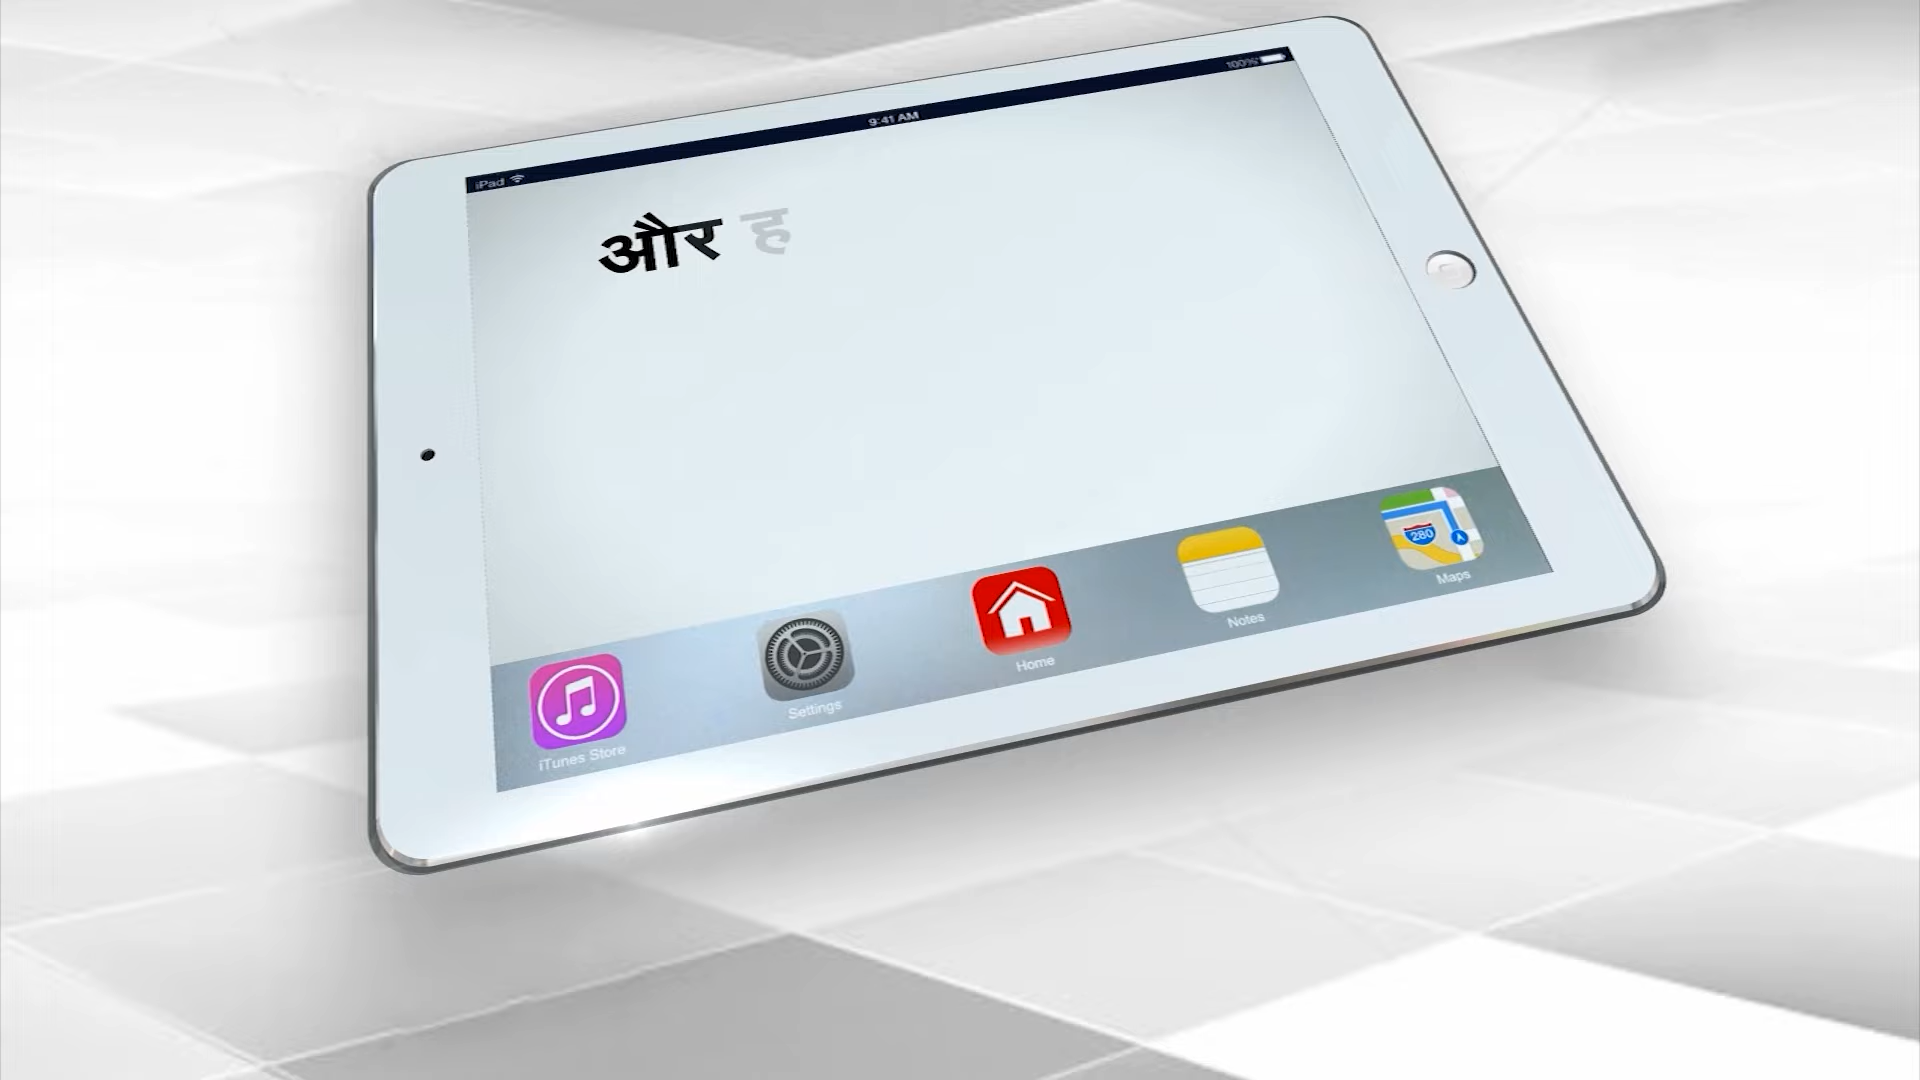 iPad 9:41 AM 100%
और ह
280
iTunes Store Settings Home Notes Maps